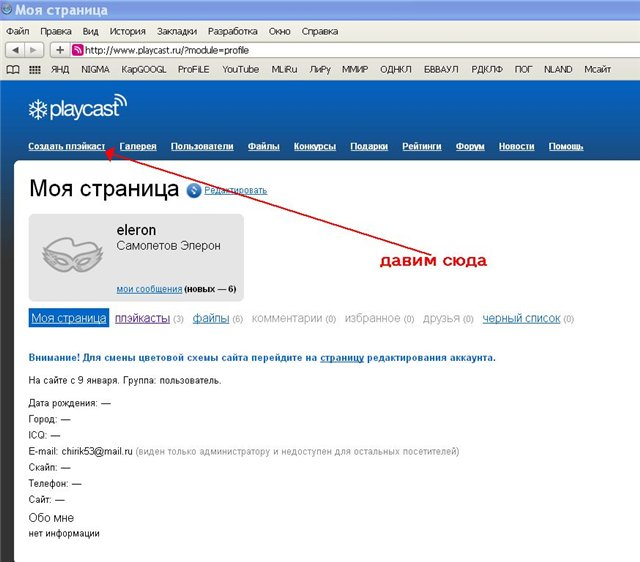 Моя страница
Файл Правка Вид История Закладки Разработка Окно Справка
http://www.playcast.ru/?module=profile
ЯНД NIGMA КарGOOGL ProFiLE YouTube MLiRu ЛиРу ММИР ОДНКЛ БВВАУЛ РДКЛФ ПОГ NLAND Мсайт
playcast
Создать плэйкаст Галерея Пользователи Файлы Конкурсы Подарки Рейтинги Форум Новости Помощь
Моя страница Редактировать
eleron
Самолетов Элерон
давим сюда
мои сообщения (новых — 6)
Моя страница плэйкасты (3) файлы (6) комментарии (0) избранное (0) друзья (0) черный список (0)
Внимание! Для смены цветовой схемы сайта перейдите на страницу редактирования аккаунта.
На сайте с 9 января. Группа: пользователь.
Дата рождения: —
Город: —
ICQ: —
E-mail: chirik53@mail.ru (виден только администратору и недоступен для остальных посетителей)
Скайп: —
Телефон: —
Сайт: —
Обо мне
нет информации